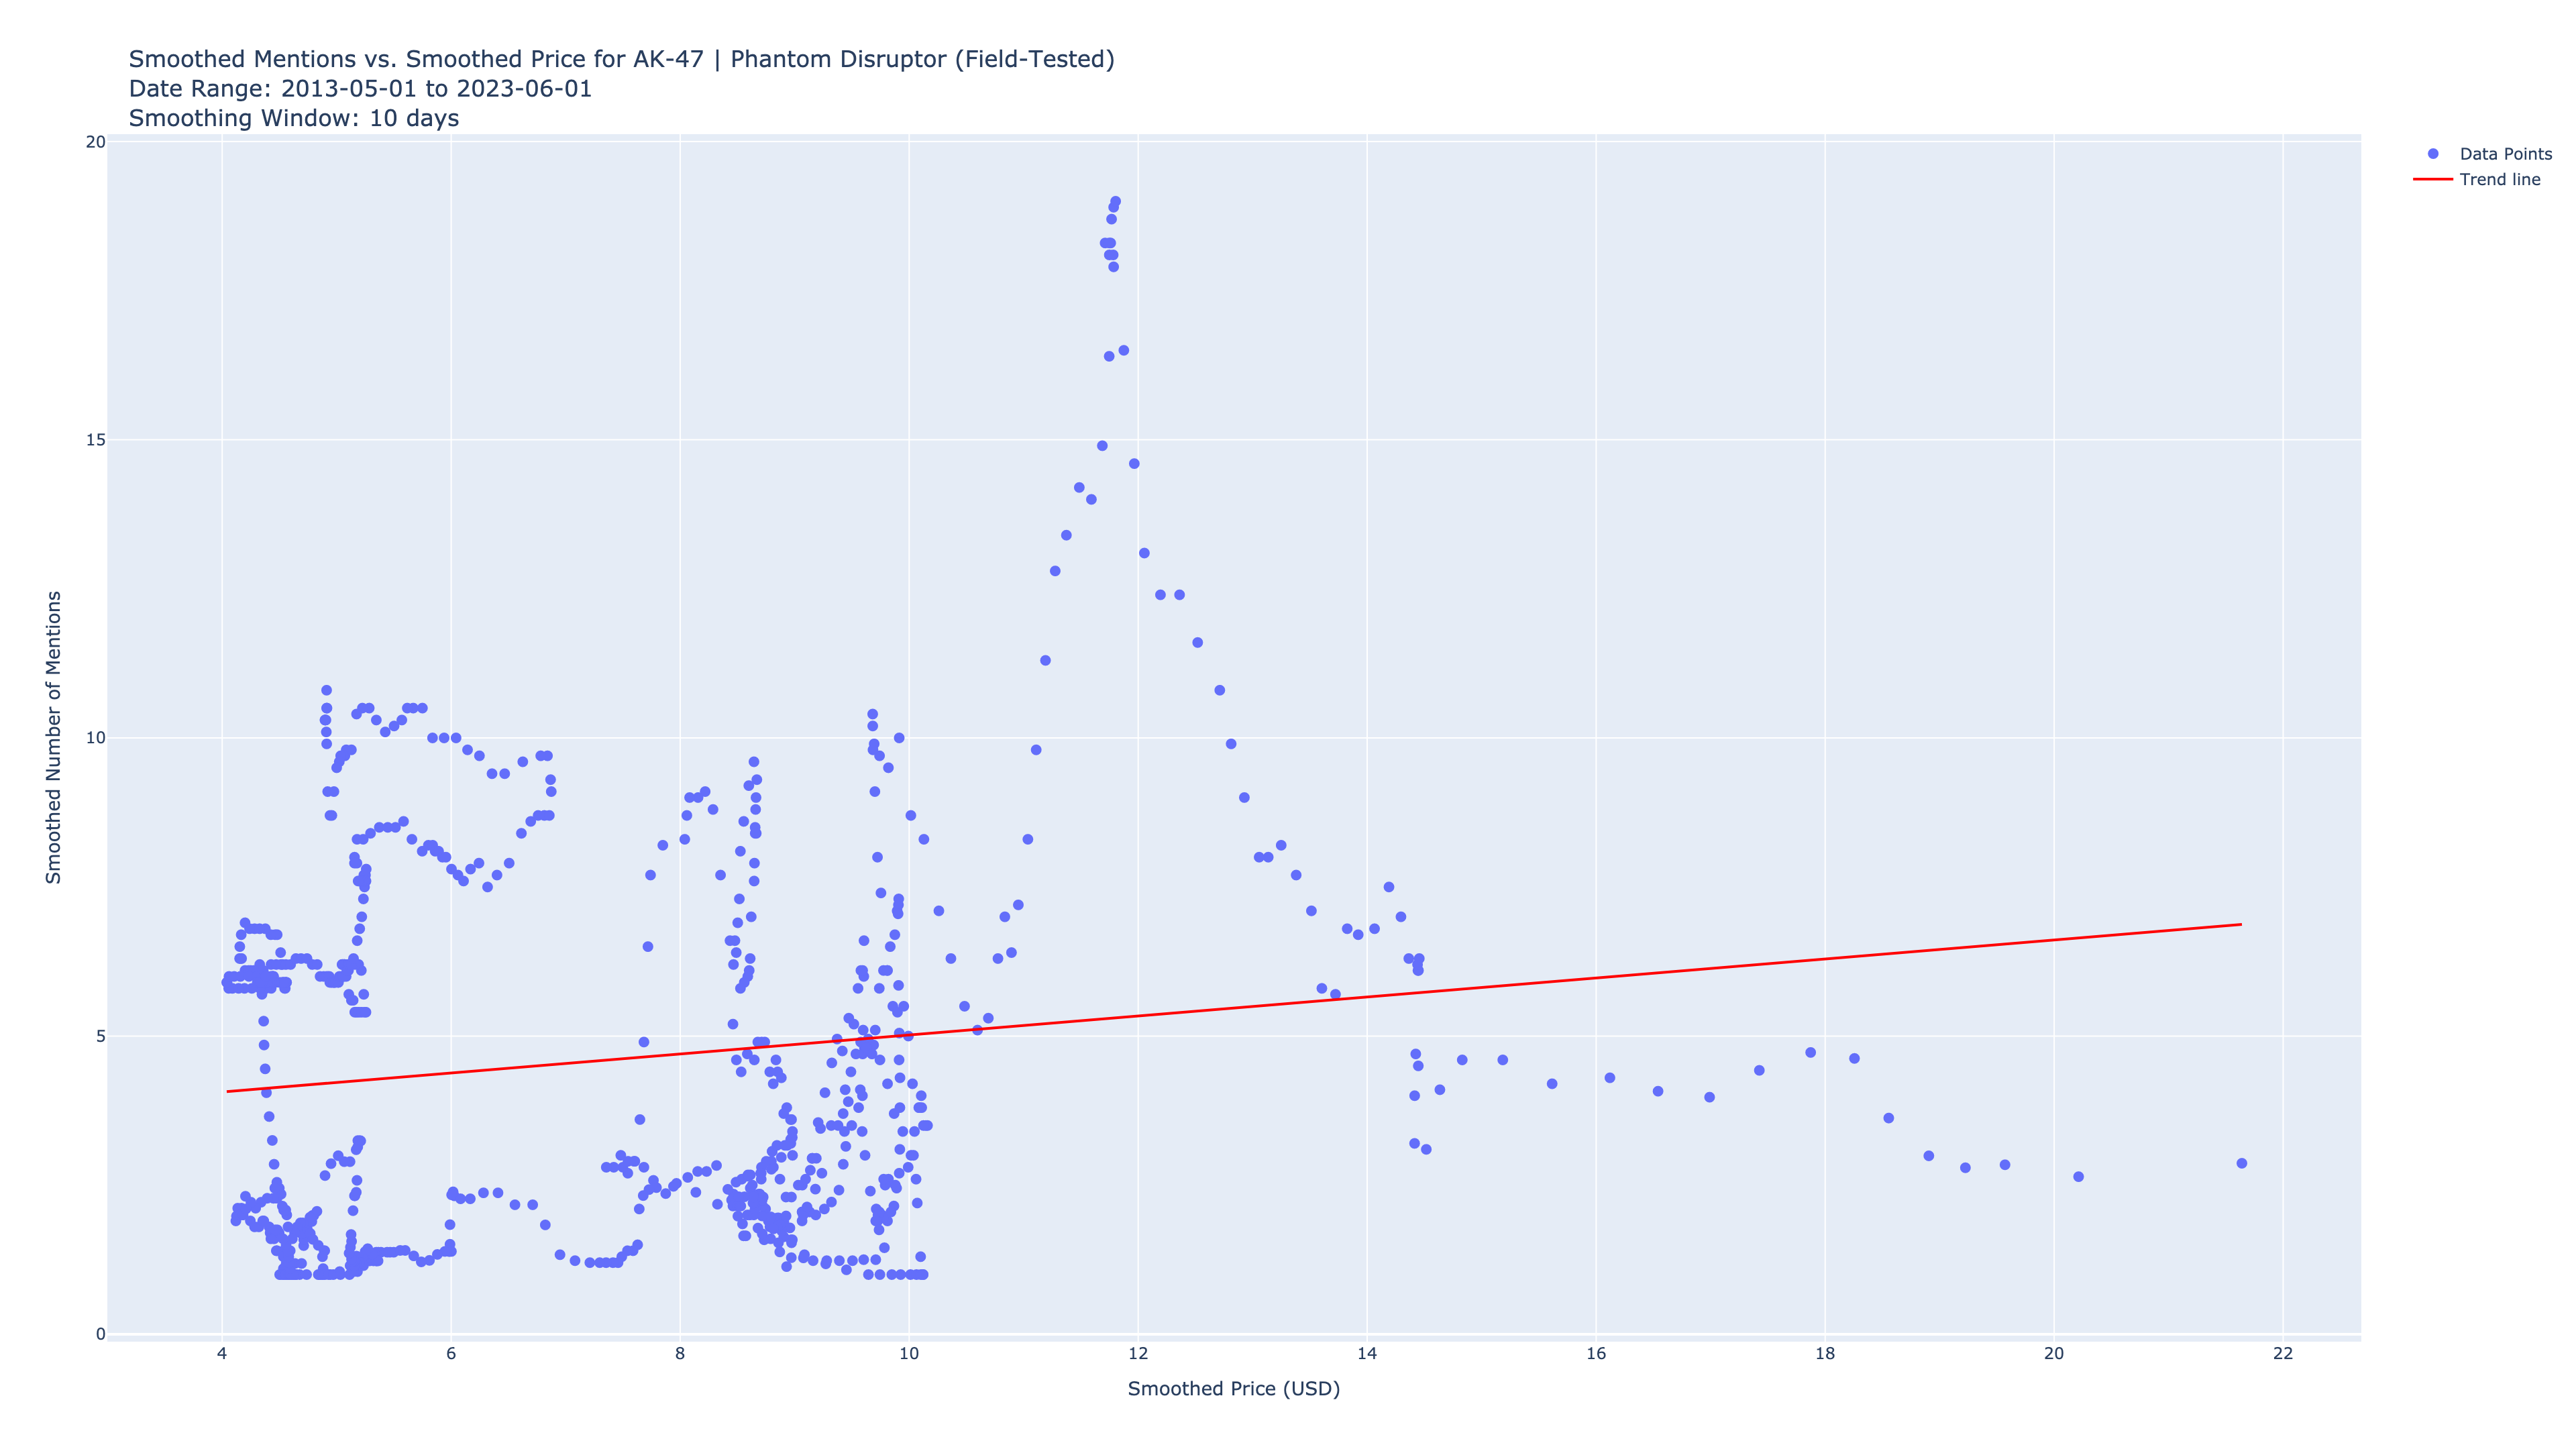 Smoothed Mentions vs. Smoothed Price for AK-47 | Phantom Disruptor (Field-Tested)
Date Range: 2013-05-01 to 2023-06-01
Smoothing Window: 10 days
Data Points
Trend line
20
15
10
5
0
Smoothed Number of Mentions
4 6 8 10 12 14 16 18 20 22
Smoothed Price (USD)